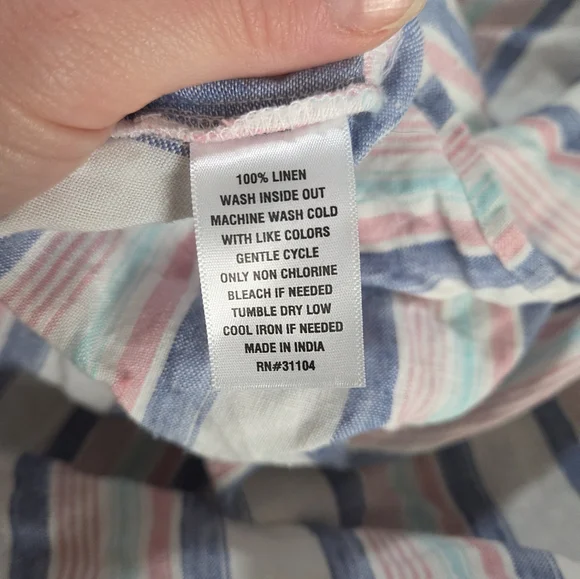 100% LINEN
WASH INSIDE OUT
MACHINE WASH COLD
WITH LIKE COLORS
GENTLE CYCLE
ONLY NON CHLORINE
BLEACH IF NEEDED
TUMBLE DRY LOW
COOL IRON IF NEEDED
MADE IN INDIA
RN#31104